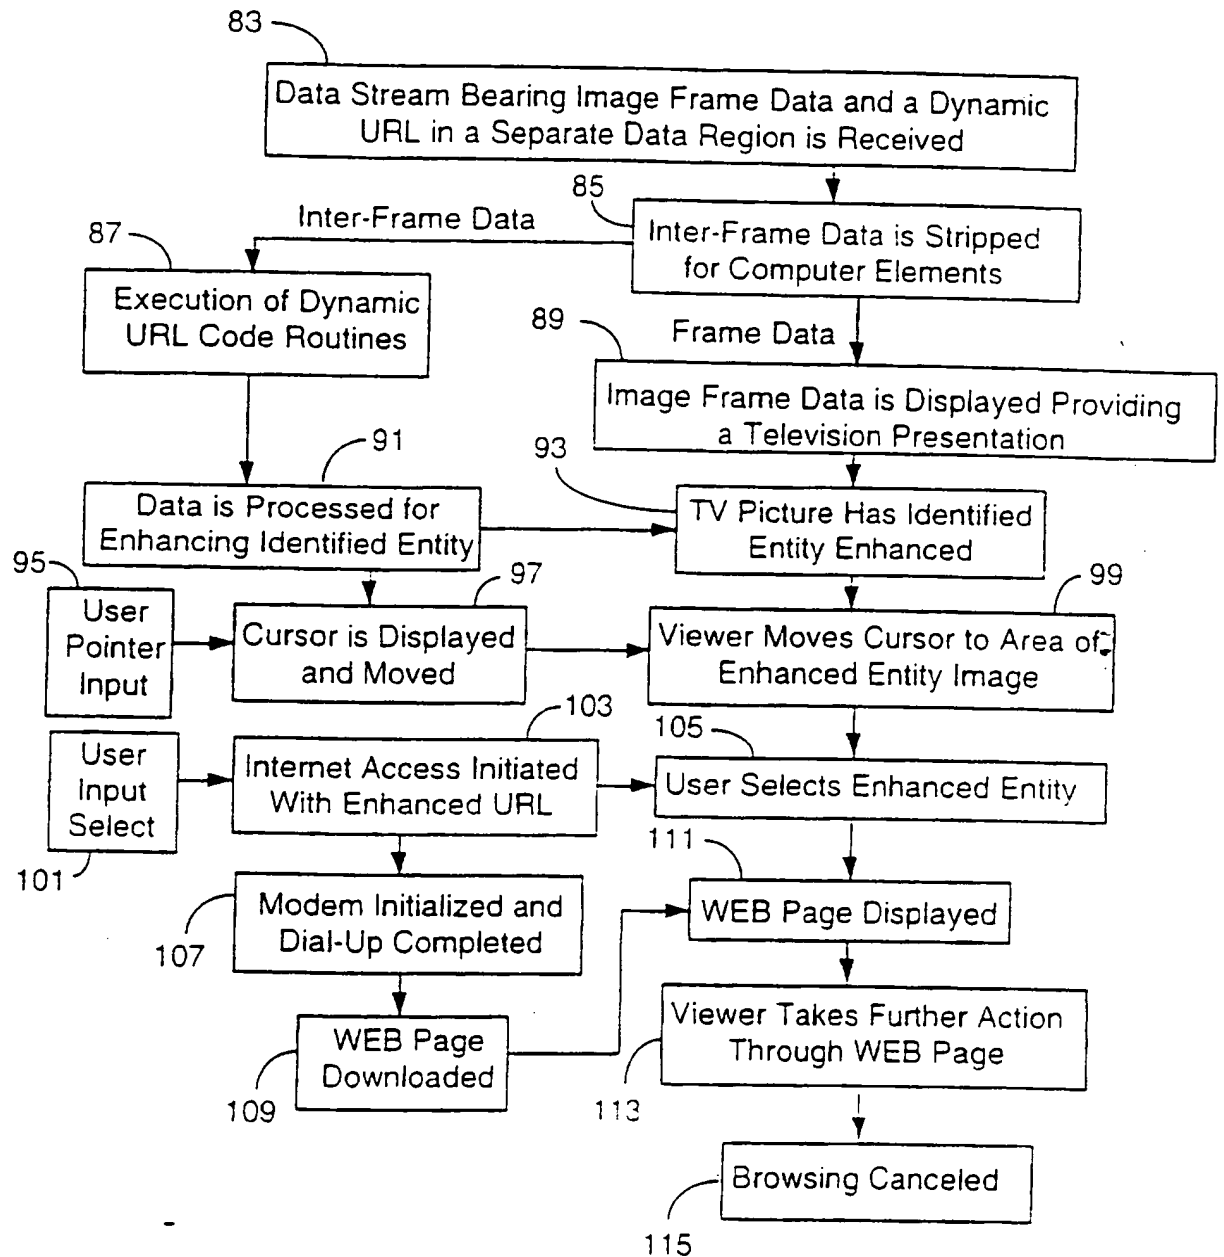 83
Data Stream Bearing Image Frame Data and a Dynamic
URL in a Separate Data Region is Received
85
Inter-Frame Data
87
Inter-Frame Data is Stripped
for Computer Elements
Execution of Dynamic
URL Code Routines
89
Frame Data
Image Frame Data is Displayed Providing
a Television Presentation
91
93
Data is Processed for
Enhancing Identified Entity
TV Picture Has Identified
Entity Enhanced
95
97
99
User
Pointer
Input
Cursor is Displayed
and Moved
Viewer Moves Cursor to Area of
Enhanced Entity Image
103
105
User
Input
Select
Internet Access Initiated
With Enhanced URL
User Selects Enhanced Entity
101
111
107
Modem Initialized and
Dial-Up Completed
WEB Page Displayed
109
WEB Page
Downloaded
Viewer Takes Further Action
Through WEB Page
113
Browsing Canceled
115